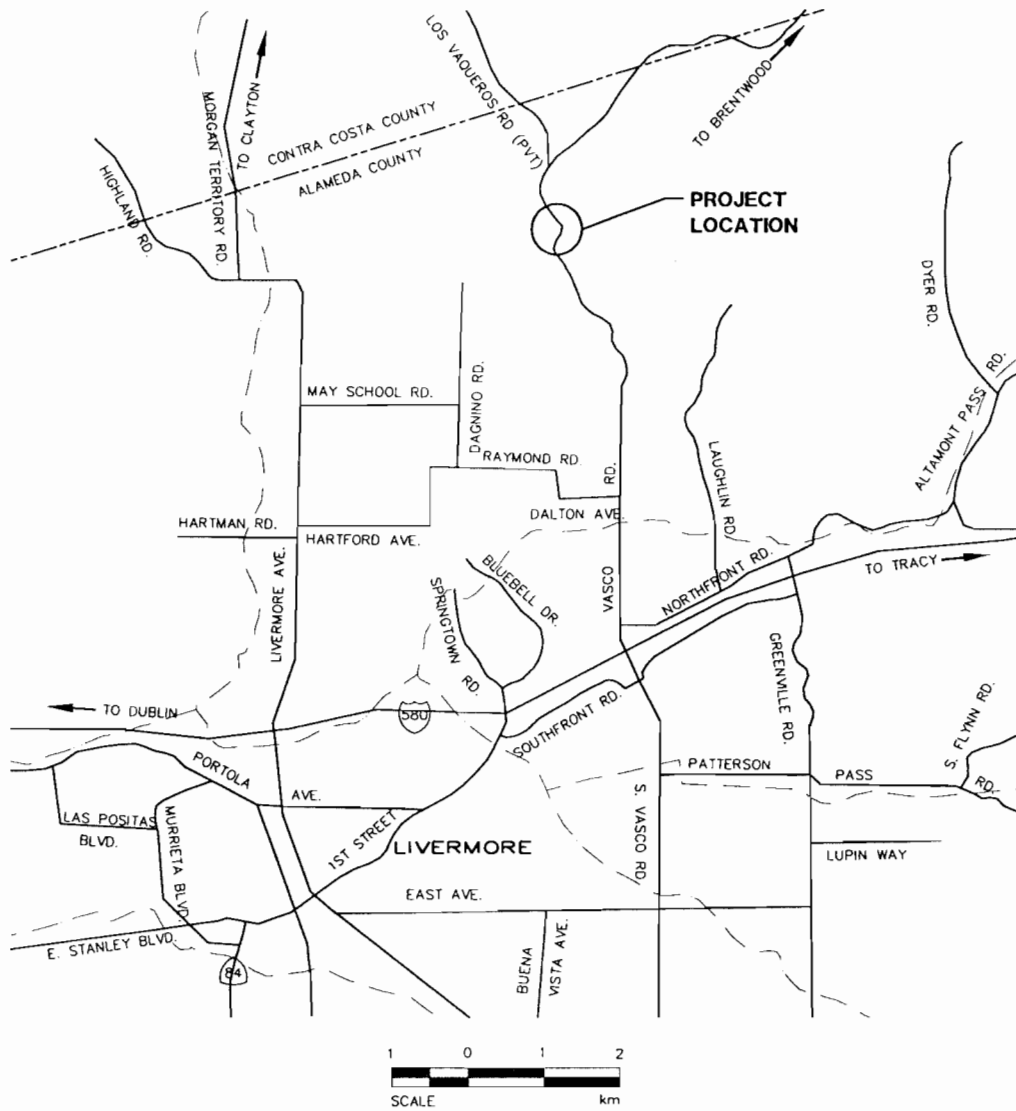 LOS VAQUEROS RD (PVT)
TO BRENTWOOD
MORGAN TERRITORY RD.
TO CLAYTON
CONTRA COSTA COUNTY
ALAMEDA COUNTY
HIGHLAND RD.
PROJECT
LOCATION
DYER RD.
MAY SCHOOL RD.
DAGNINO RD.
RAYMOND RD.
ALTAMONT PASS RD.
LAUGHLIN RD.
HARTMAN RD.
HARTFORD AVE.
DALTON AVE.
VASCO RD.
LIVERMORE AVE.
BLUEBELL DR.
SPRINGTOWN RD.
NORTHFRONT RD.
TO TRACY
GREENVILLE RD.
TO DUBLIN
580
SOUTHFRONT RD.
S. FLYNN RD.
PORTOLA AVE.
PATTERSON PASS RD.
LAS POSITAS
BLVD.
MURRIETA BLVD.
1ST STREET
LIVERMORE
S. VASCO RD
LUPIN WAY
EAST AVE.
E. STANLEY BLVD.
84
BUENA
VISTA AVE.
1 0 1 2
SCALE km